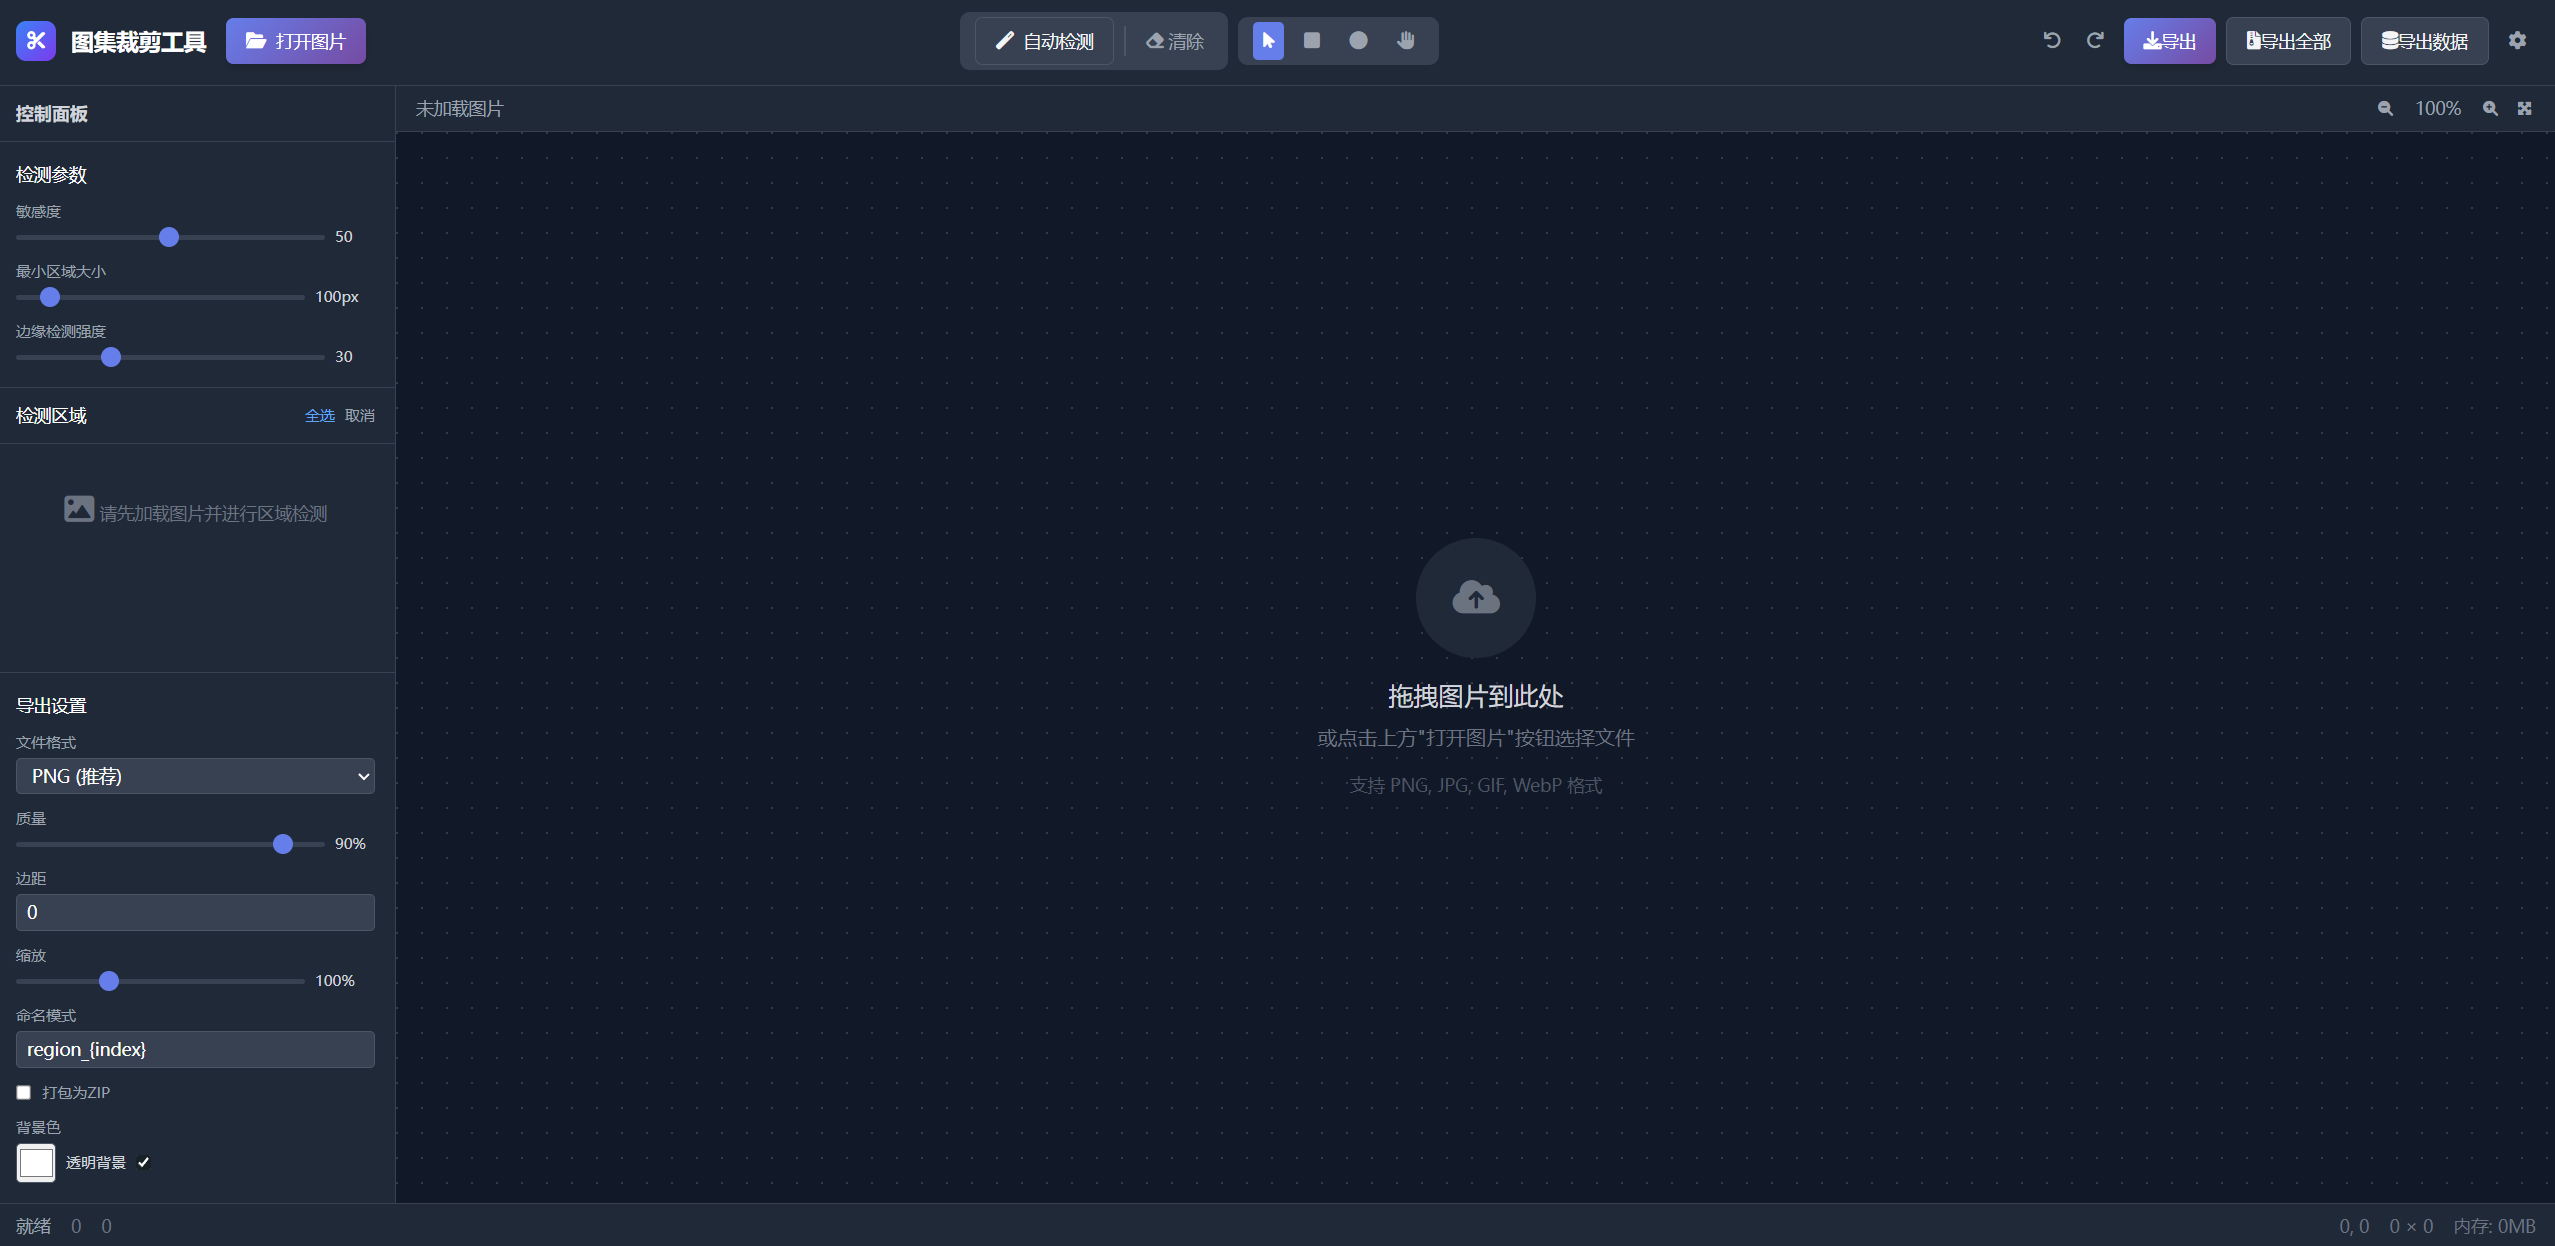 图集裁剪工具
打开图片
自动检测
清除
导出
导出全部
导出数据
控制面板
未加载图片
100%
检测参数
敏感度
50
最小区域大小
100px
边缘检测强度
30
检测区域
全选 取消
请先加载图片并进行区域检测
拖拽图片到此处
或点击上方"打开图片"按钮选择文件
支持 PNG, JPG, GIF, WebP 格式
导出设置
文件格式
PNG (推荐)
质量
90%
边距
0
缩放
100%
命名模式
region_{index}
打包为ZIP
背景色
透明背景
就绪 0 0
0, 0 0 × 0 内存: 0MB